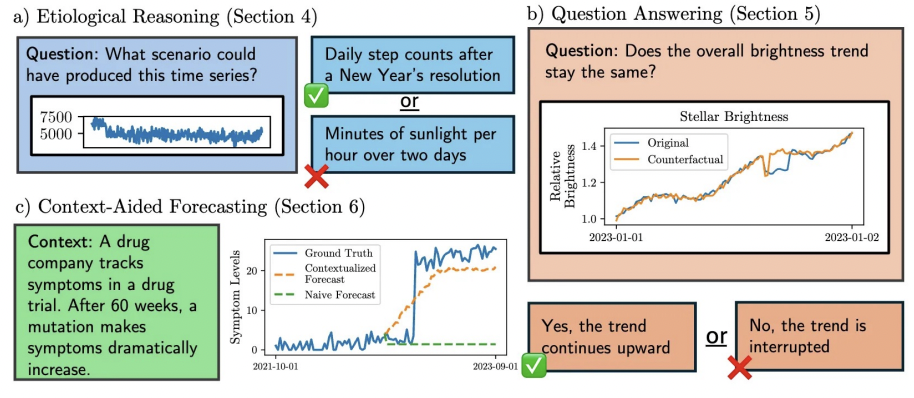 a) Etiological Reasoning (Section 4)
Question: What scenario could
have produced this time series?
7500
5000
Daily step counts after
a New Year's resolution
or
Minutes of sunlight per
hour over two days
b) Question Answering (Section 5)
Question: Does the overall brightness trend
stay the same?
Stellar Brightness
Original
Counterfactual
Relative
Brightness
1.4
1.2
1.0
2023-01-01
2023-01-02
Yes, the trend
continues upward
or
No, the trend is
interrupted
c) Context-Aided Forecasting (Section 6)
Context: A drug
company tracks
symptoms in a drug
trial. After 60 weeks, a
mutation makes
symptoms dramatically
increase.
Symptom Levels
Ground Truth
Contextualized
Forecast
Naive Forecast
20
10
0
2021-10-01
2023-09-01